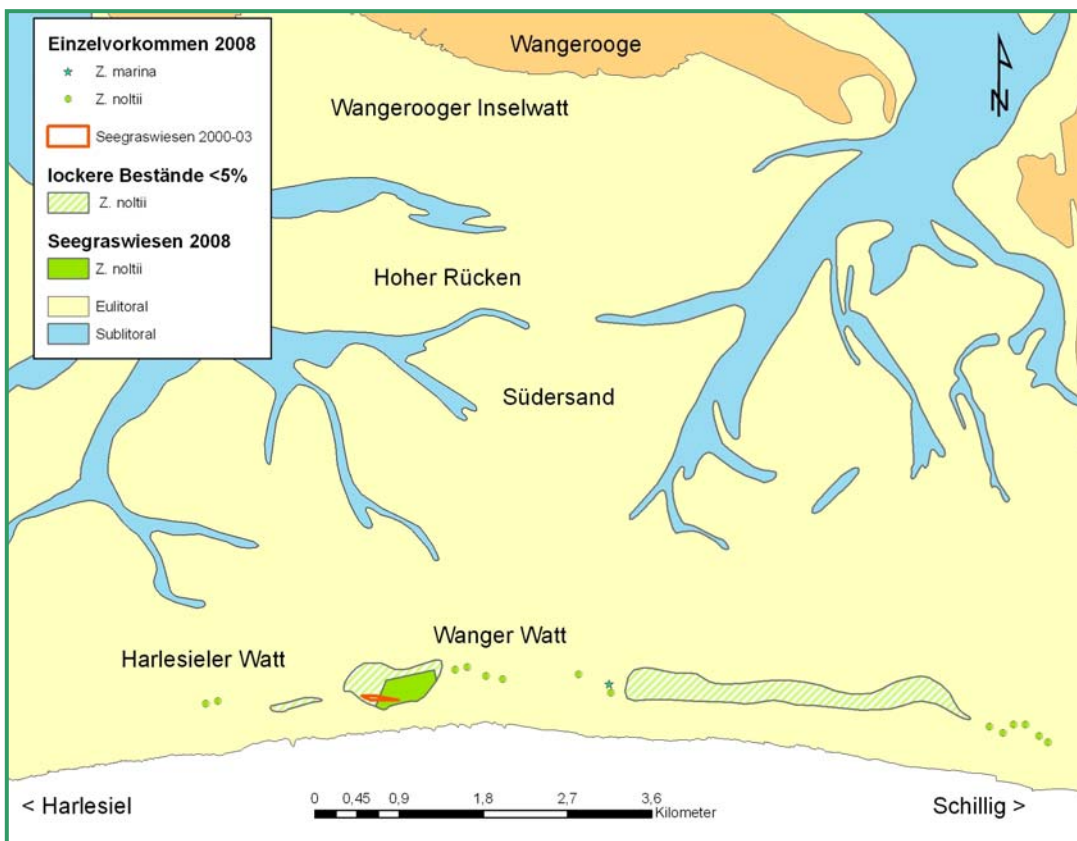 Einzelvorkommen 2008
Z. marina
Z. noltii
Seegraswiesen 2000-03
lockere Bestände <5%
Z. noltii
Seegraswiesen 2008
Z. noltii
Eulitoral
Sublitoral
Wangerooge
N
Wangerooger Inselwatt
Hoher Rücken
Südersand
Wanger Watt
Harlesieler Watt
< Harlesiel
0 0,45 0,9 1,8 2,7 3,6
Kilometer
Schillig >